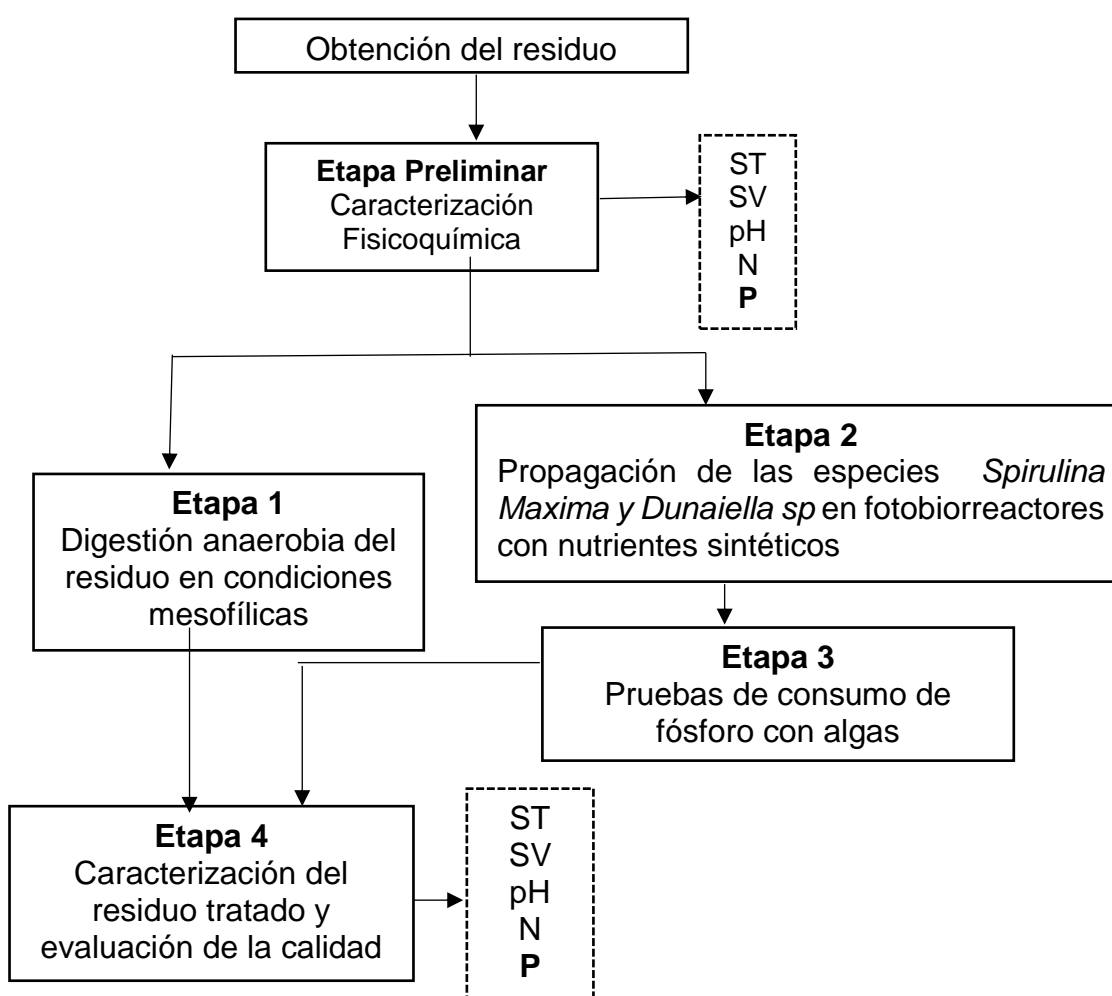 Obtención del residuo
Etapa Preliminar
Caracterización
Fisicoquímica
ST
SV
pH
N
P
Etapa 1
Digestión anaerobia del
residuo en condiciones
mesofílicas
Etapa 2
Propagación de las especies Spirulina
Maxima y Dunaiella sp en fotobiorreactores
con nutrientes sintéticos
Etapa 3
Pruebas de consumo de
fósforo con algas
Etapa 4
Caracterización del
residuo tratado y
evaluación de la calidad
ST
SV
pH
N
P